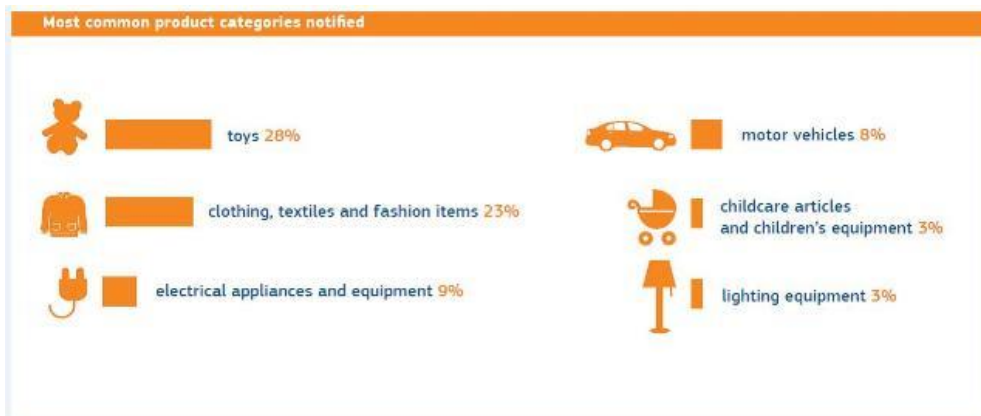 Most common product categories notified
toys 28%
clothing, textiles and fashion items 23%
electrical appliances and equipment 9%
motor vehicles 8%
childcare articles
and children's equipment 3%
lighting equipment 3%